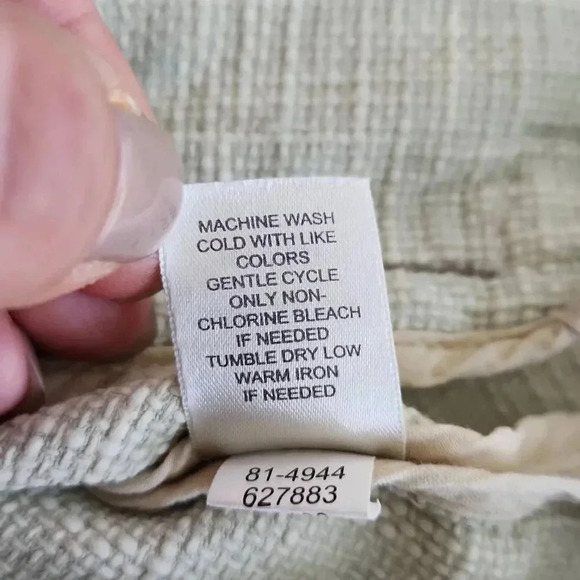 MACHINE WASH
COLD WITH LIKE
COLORS
GENTLE CYCLE
ONLY NON-
CHLORINE BLEACH
IF NEEDED
TUMBLE DRY LOW
WARM IRON
IF NEEDED
81-4944
627883